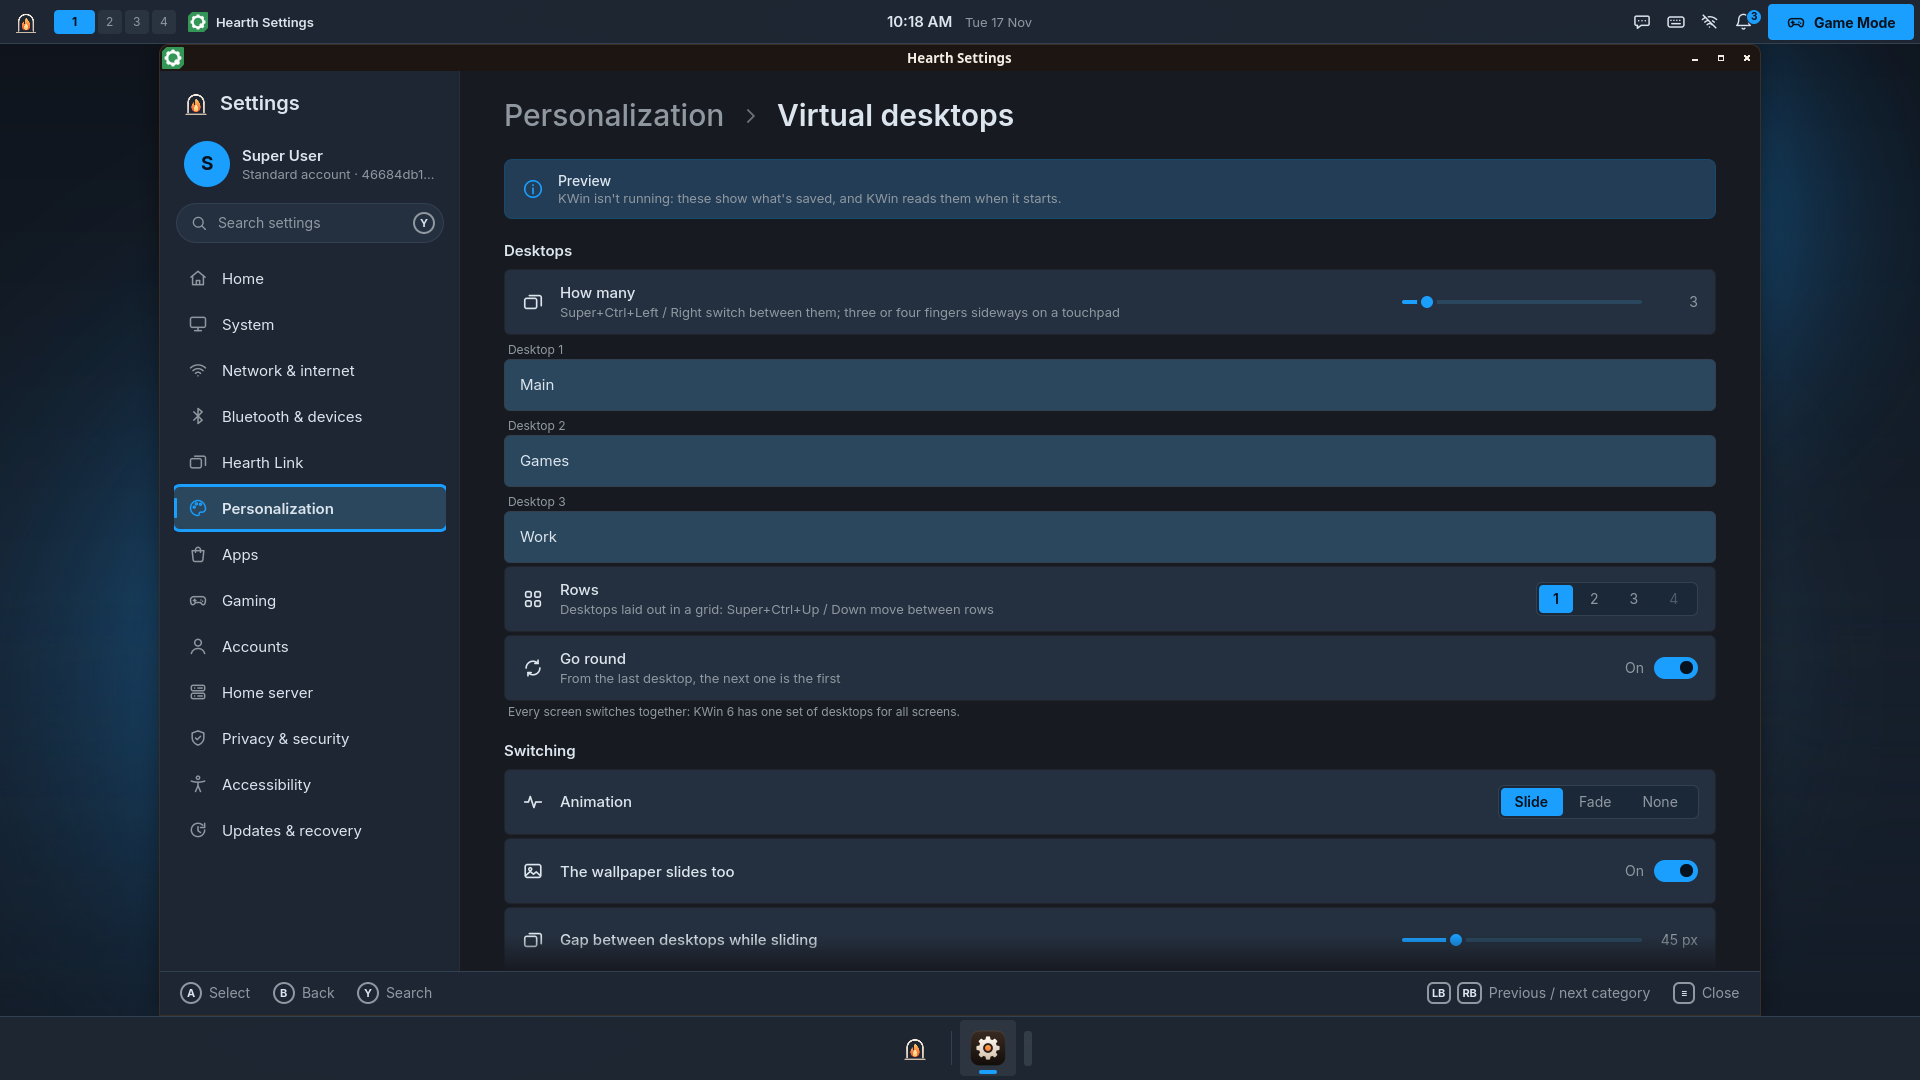 1 2 3 4 Hearth Settings
10:18 AM Tue 17 Nov
3 Game Mode
Hearth Settings
Settings
S
Super User
Standard account · 46684db1...
Search settings Y
Home
System
Network & internet
Bluetooth & devices
Hearth Link
Personalization
Apps
Gaming
Accounts
Home server
Privacy & security
Accessibility
Updates & recovery
Personalization > Virtual desktops
Preview
KWin isn't running: these show what's saved, and KWin reads them when it starts.
Desktops
How many
Super+Ctrl+Left / Right switch between them; three or four fingers sideways on a touchpad
3
Desktop 1
Main
Desktop 2
Games
Desktop 3
Work
Rows
Desktops laid out in a grid: Super+Ctrl+Up / Down move between rows
1 2 3 4
Go round
From the last desktop, the next one is the first
On
Every screen switches together: KWin 6 has one set of desktops for all screens.
Switching
Animation
Slide Fade None
The wallpaper slides too
On
Gap between desktops while sliding
45 px
A Select B Back Y Search
LB RB Previous / next category Close